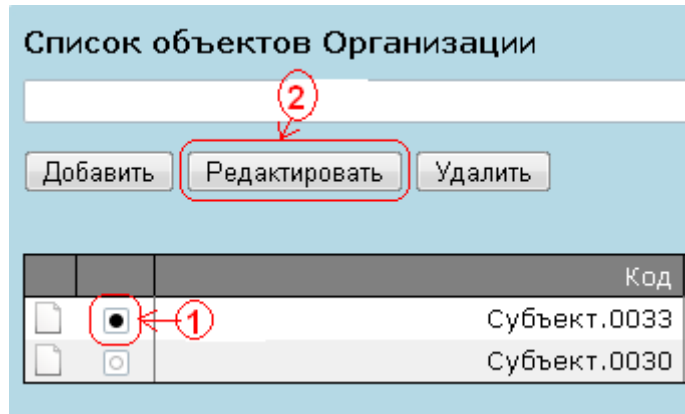 Список объектов Организации
2
Добавить Редактировать Удалить
Код
1 Субъект.0033
Субъект.0030